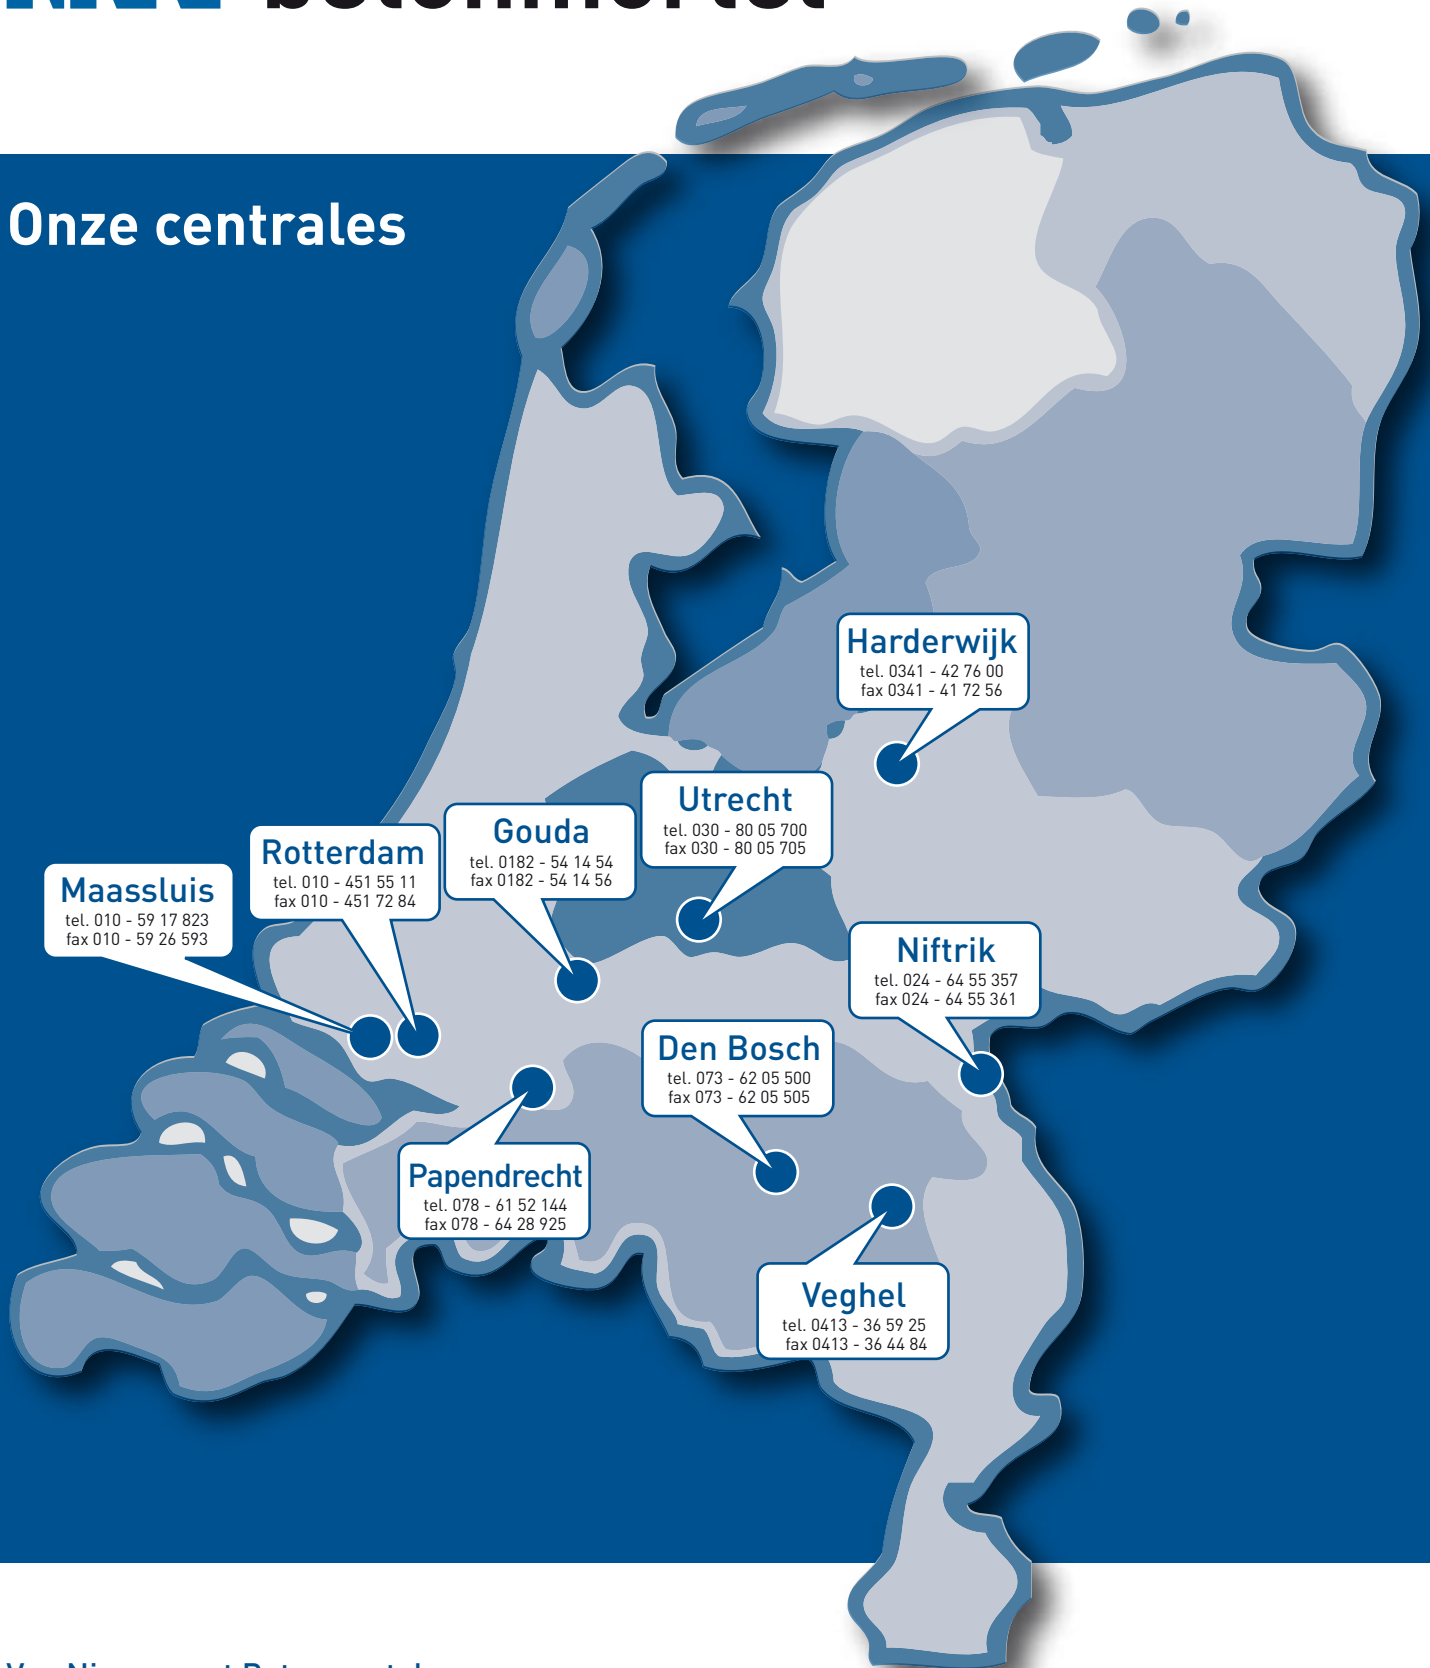 betonmortel
Onze centrales
Harderwijk
tel. 0341 - 42 76 00
fax 0341 - 41 72 56
Utrecht
tel. 030 - 80 05 700
fax 030 - 80 05 705
Gouda
tel. 0182 - 54 14 54
fax 0182 - 54 14 56
Rotterdam
tel. 010 - 451 55 11
fax 010 - 451 72 84
Maassluis
tel. 010 - 59 17 823
fax 010 - 59 26 593
Niftrik
tel. 024 - 64 55 357
fax 024 - 64 55 361
Den Bosch
tel. 073 - 62 05 500
fax 073 - 62 05 505
Papendrecht
tel. 078 - 61 52 144
fax 078 - 64 28 925
Veghel
tel. 0413 - 36 59 25
fax 0413 - 36 44 84